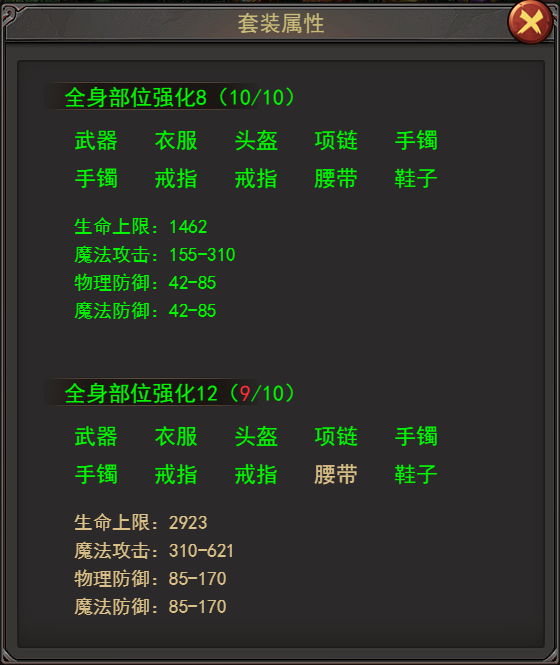 套装属性
全身部位强化8（10/10）
武器 衣服 头盔 项链 手镯
手镯 戒指 戒指 腰带 鞋子
生命上限：1462
魔法攻击：155-310
物理防御：42-85
魔法防御：42-85
全身部位强化12（9/10）
武器 衣服 头盔 项链 手镯
手镯 戒指 戒指 腰带 鞋子
生命上限：2923
魔法攻击：310-621
物理防御：85-170
魔法防御：85-170